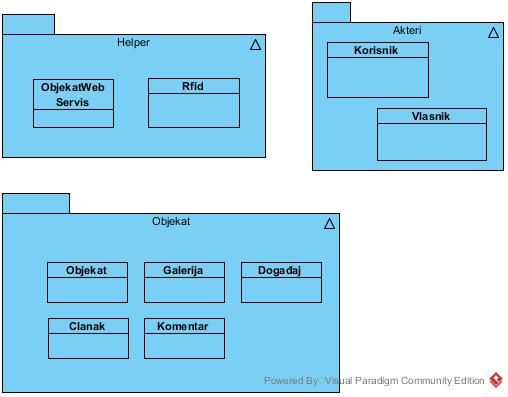 Helper
ObjekatWeb
Servis
Rfid
Akteri
Korisnik
Vlasnik
Objekat
Objekat
Galerija
Događaj
Clanak
Komentar
Powered By Visual Paradigm Community Edition